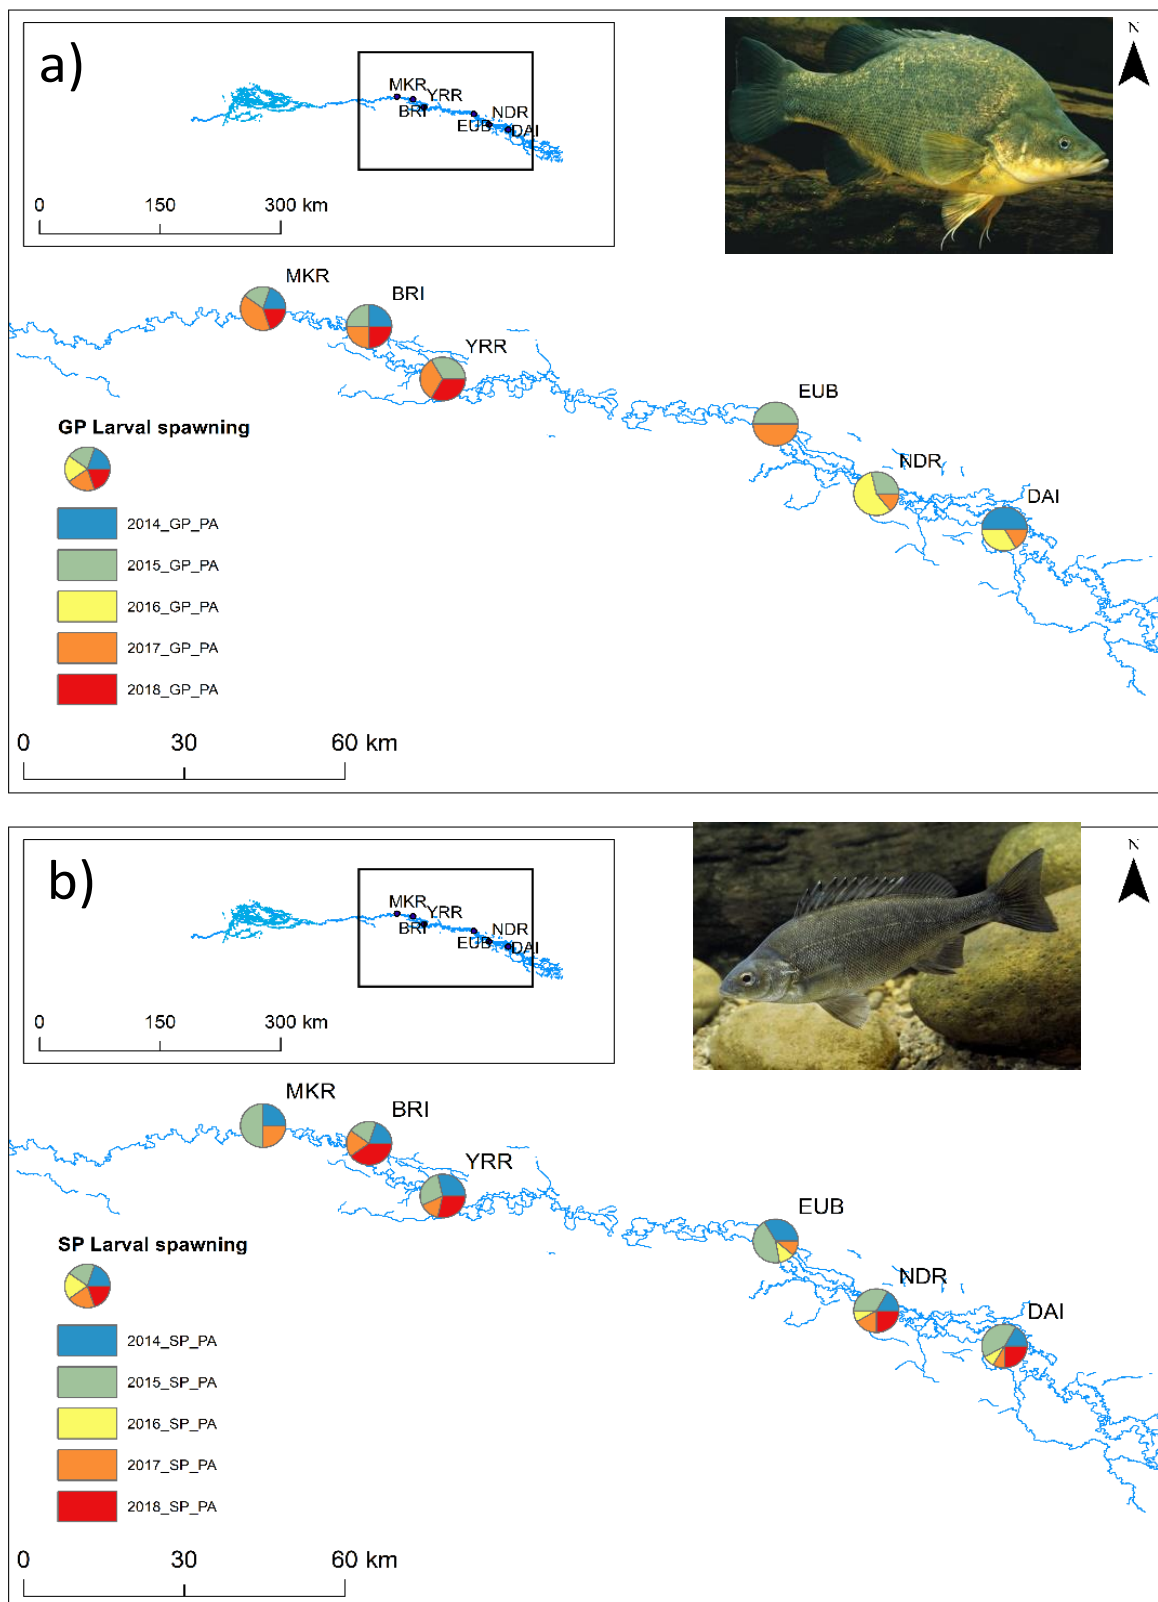 a)
N
MKR
YRR
BRI
NDR
EUB
DAI
0 150 300 km
MKR
BRI
YRR
EUB
NDR
DAI
GP Larval spawning
2014_GP_PA
2015_GP_PA
2016_GP_PA
2017_GP_PA
2018_GP_PA
0 30 60 km
b)
N
MKR
YRR
BRI
NDR
EUB
DAI
0 150 300 km
MKR
BRI
YRR
EUB
NDR
DAI
SP Larval spawning
2014_SP_PA
2015_SP_PA
2016_SP_PA
2017_SP_PA
2018_SP_PA
0 30 60 km